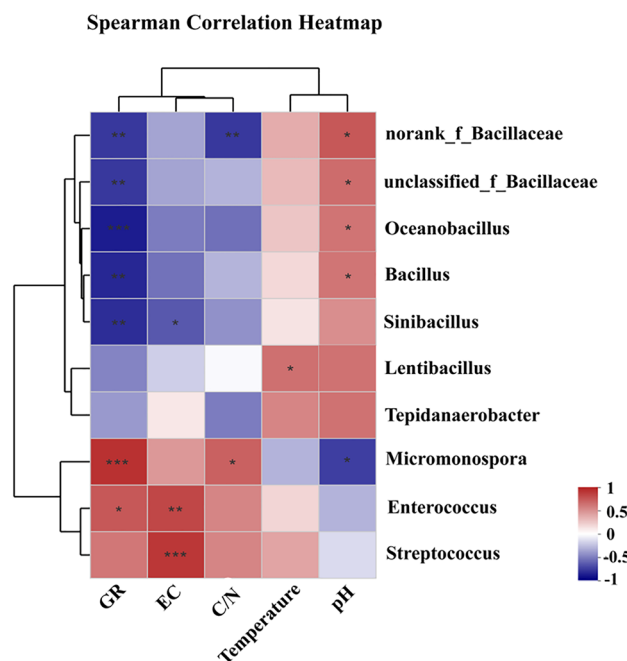 Spearman Correlation Heatmap
** ** * norank_f_Bacillaceae
** * unclassified_f_Bacillaceae
*** * Oceanobacillus
** * Bacillus
** * Sinibacillus
* Lentibacillus
Tepidanaerobacter
*** * * Micromonospora
* ** Enterococcus
*** Streptococcus
1
0.5
0
-0.5
-1
GR EC C/N Temperature pH